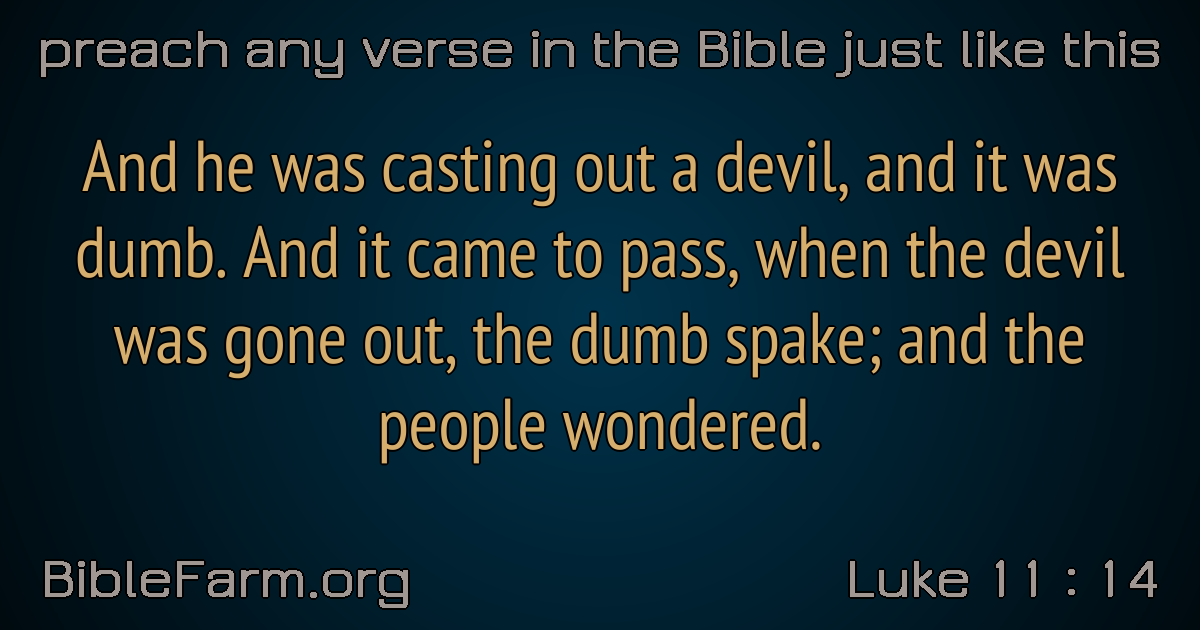 preach any verse in the Bible just like this
And he was casting out a devil, and it was
dumb. And it came to pass, when the devil
was gone out, the dumb spake; and the
people wondered.
BibleFarm.org
Luke 11 : 14